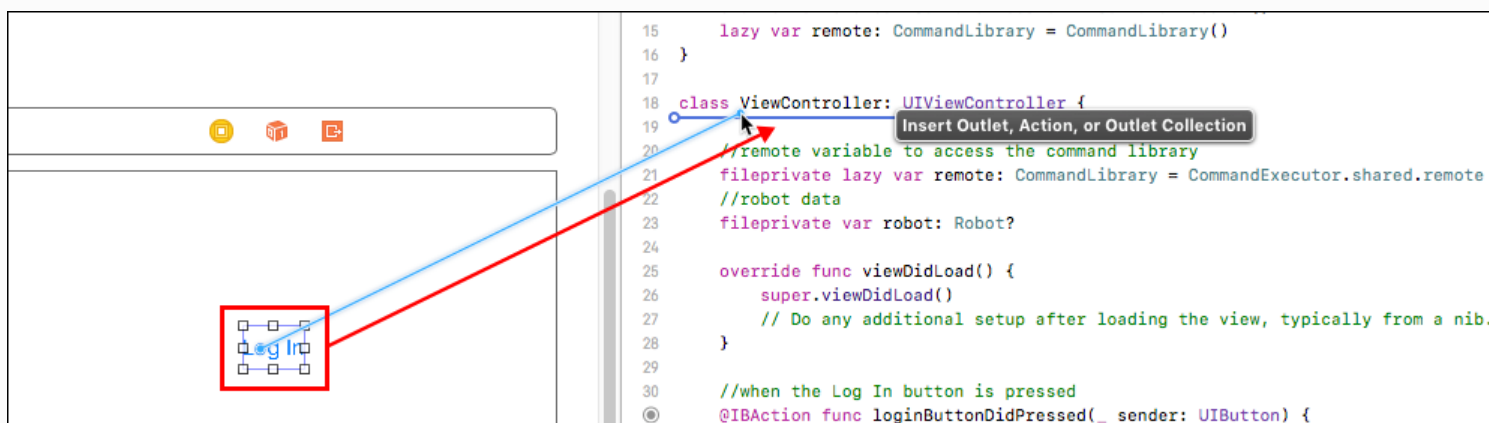 15 lazy var remote: CommandLibrary = CommandLibrary()
16 }
17
18 class ViewController: UIViewController {
19
Insert Outlet, Action, or Outlet Collection
20 //remote variable to access the command library
21 fileprivate lazy var remote: CommandLibrary = CommandExecutor.shared.remote
22 //robot data
23 fileprivate var robot: Robot?
24
25 override func viewDidLoad() {
26 super.viewDidLoad()
27 // Do any additional setup after loading the view, typically from a nib.
28 }
29
30 //when the Log In button is pressed
@IBAction func loginButtonDidPressed(_ sender: UIButton) {
Log In